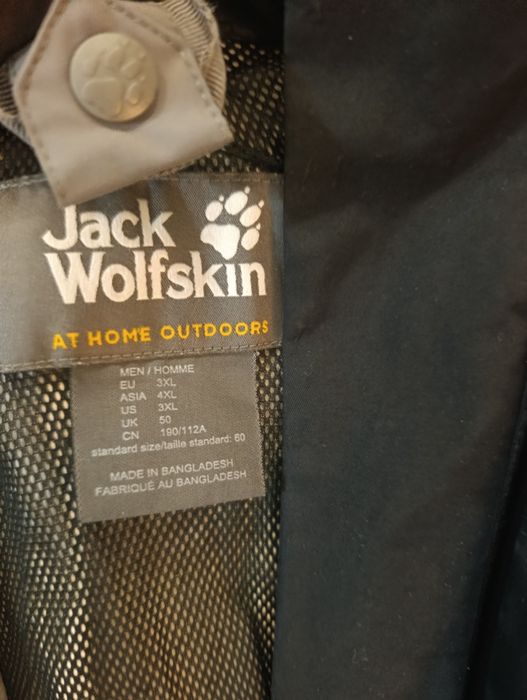 Jack
Wolfskin
AT HOME OUTDOORS
MEN / HOMME
EU 3XL
ASIA 4XL
US 3XL
UK 50
CN 190/112A
standard size/taille standard: 60
MADE IN BANGLADESH
FABRIQUÉ AU BANGLADESH